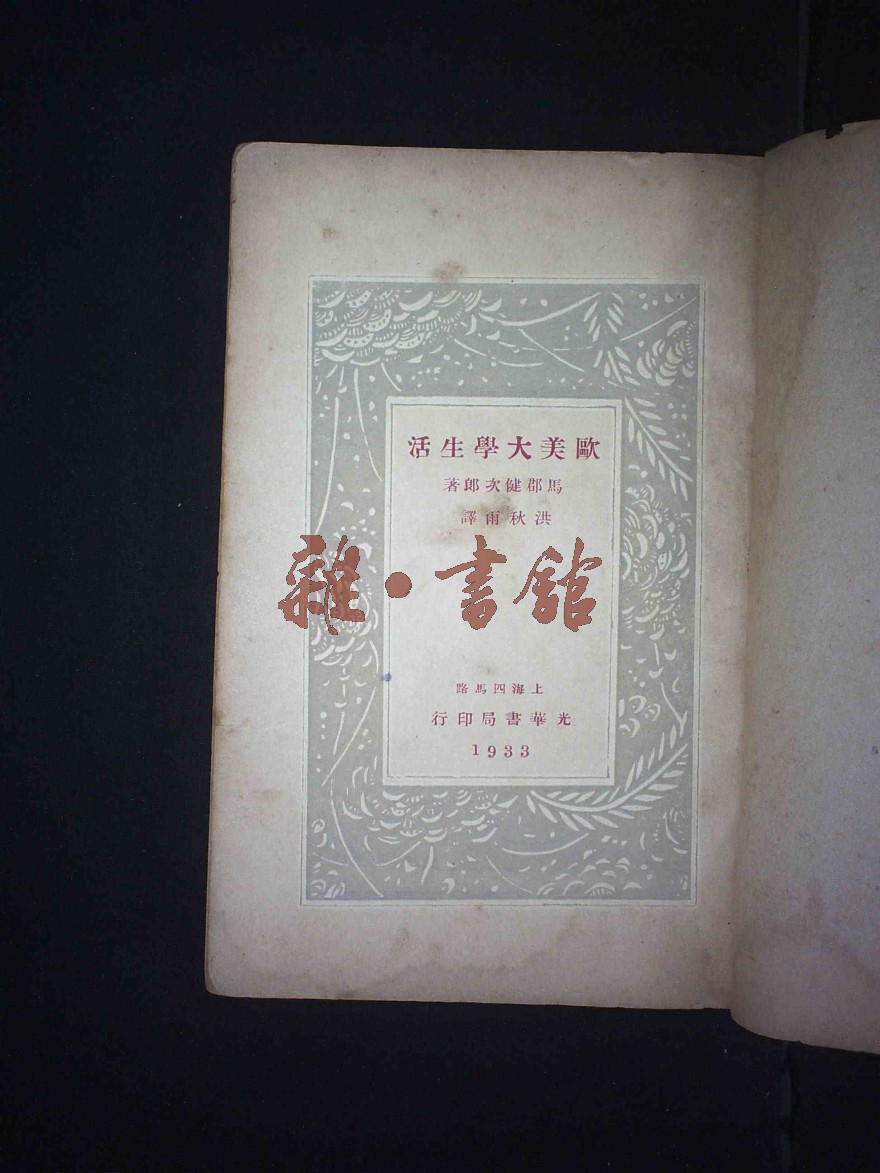 歐美大學生活
馬郡健次郎著
洪秋雨譯
雜·書館
上海四馬路
光華書局印行
1933